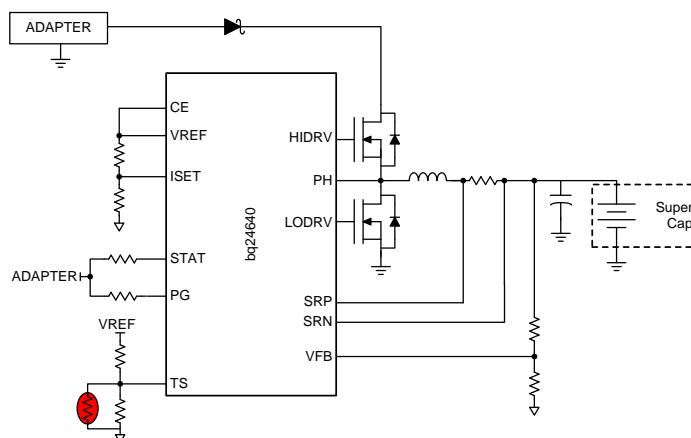 ADAPTER
CE
VREF
ISET
HIDRV
PH
LODRV
bq24640
Super
Cap
STAT
ADAPTER
PG
SRP
SRN
VREF
VFB
TS